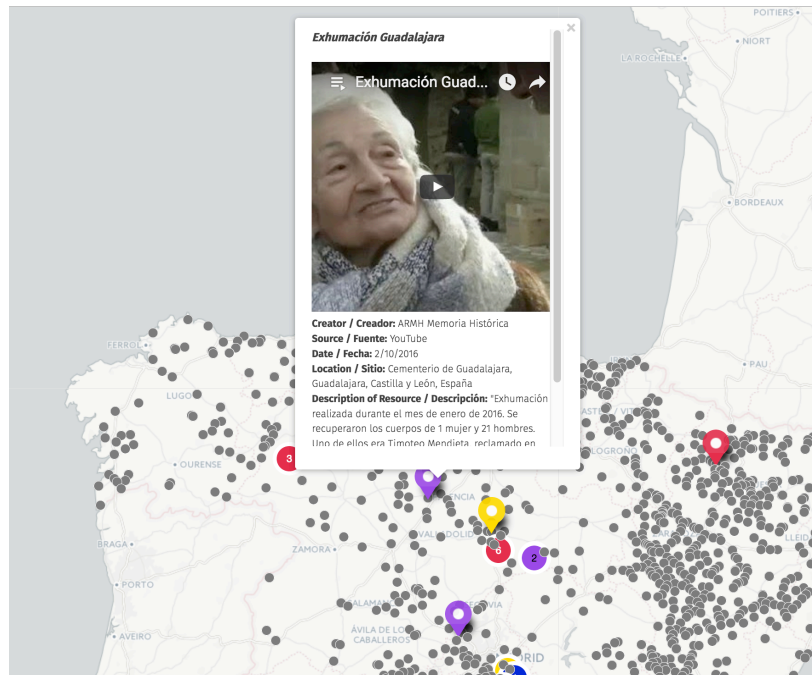 Exhumación Guadalajara
×
Exhumación Guad...
Creator / Creador: ARMH Memoria Histórica
Source / Fuente: YouTube
Date / Fecha: 2/10/2016
Location / Sitio: Cementerio de Guadalajara,
Guadalajara, Castilla y León, España
Description of Resource / Descripción: "Exhumación
realizada durante el mes de enero de 2016. Se
recuperaron los cuerpos de 1 mujer y 21 hombres.
Uno de ellos era Timoteo Mendieta, reclamado en
POITIERS
NIORT
LA ROCHELLE
BORDEAUX
PAU
FERROL
LUGO
OURENSE
3
LOGROÑO
VALLADOLID
6
2
ZAMORA
BRAGA
PORTO
AVEIRO
ÁVILA DE LOS
CABALLEROS
LLEID